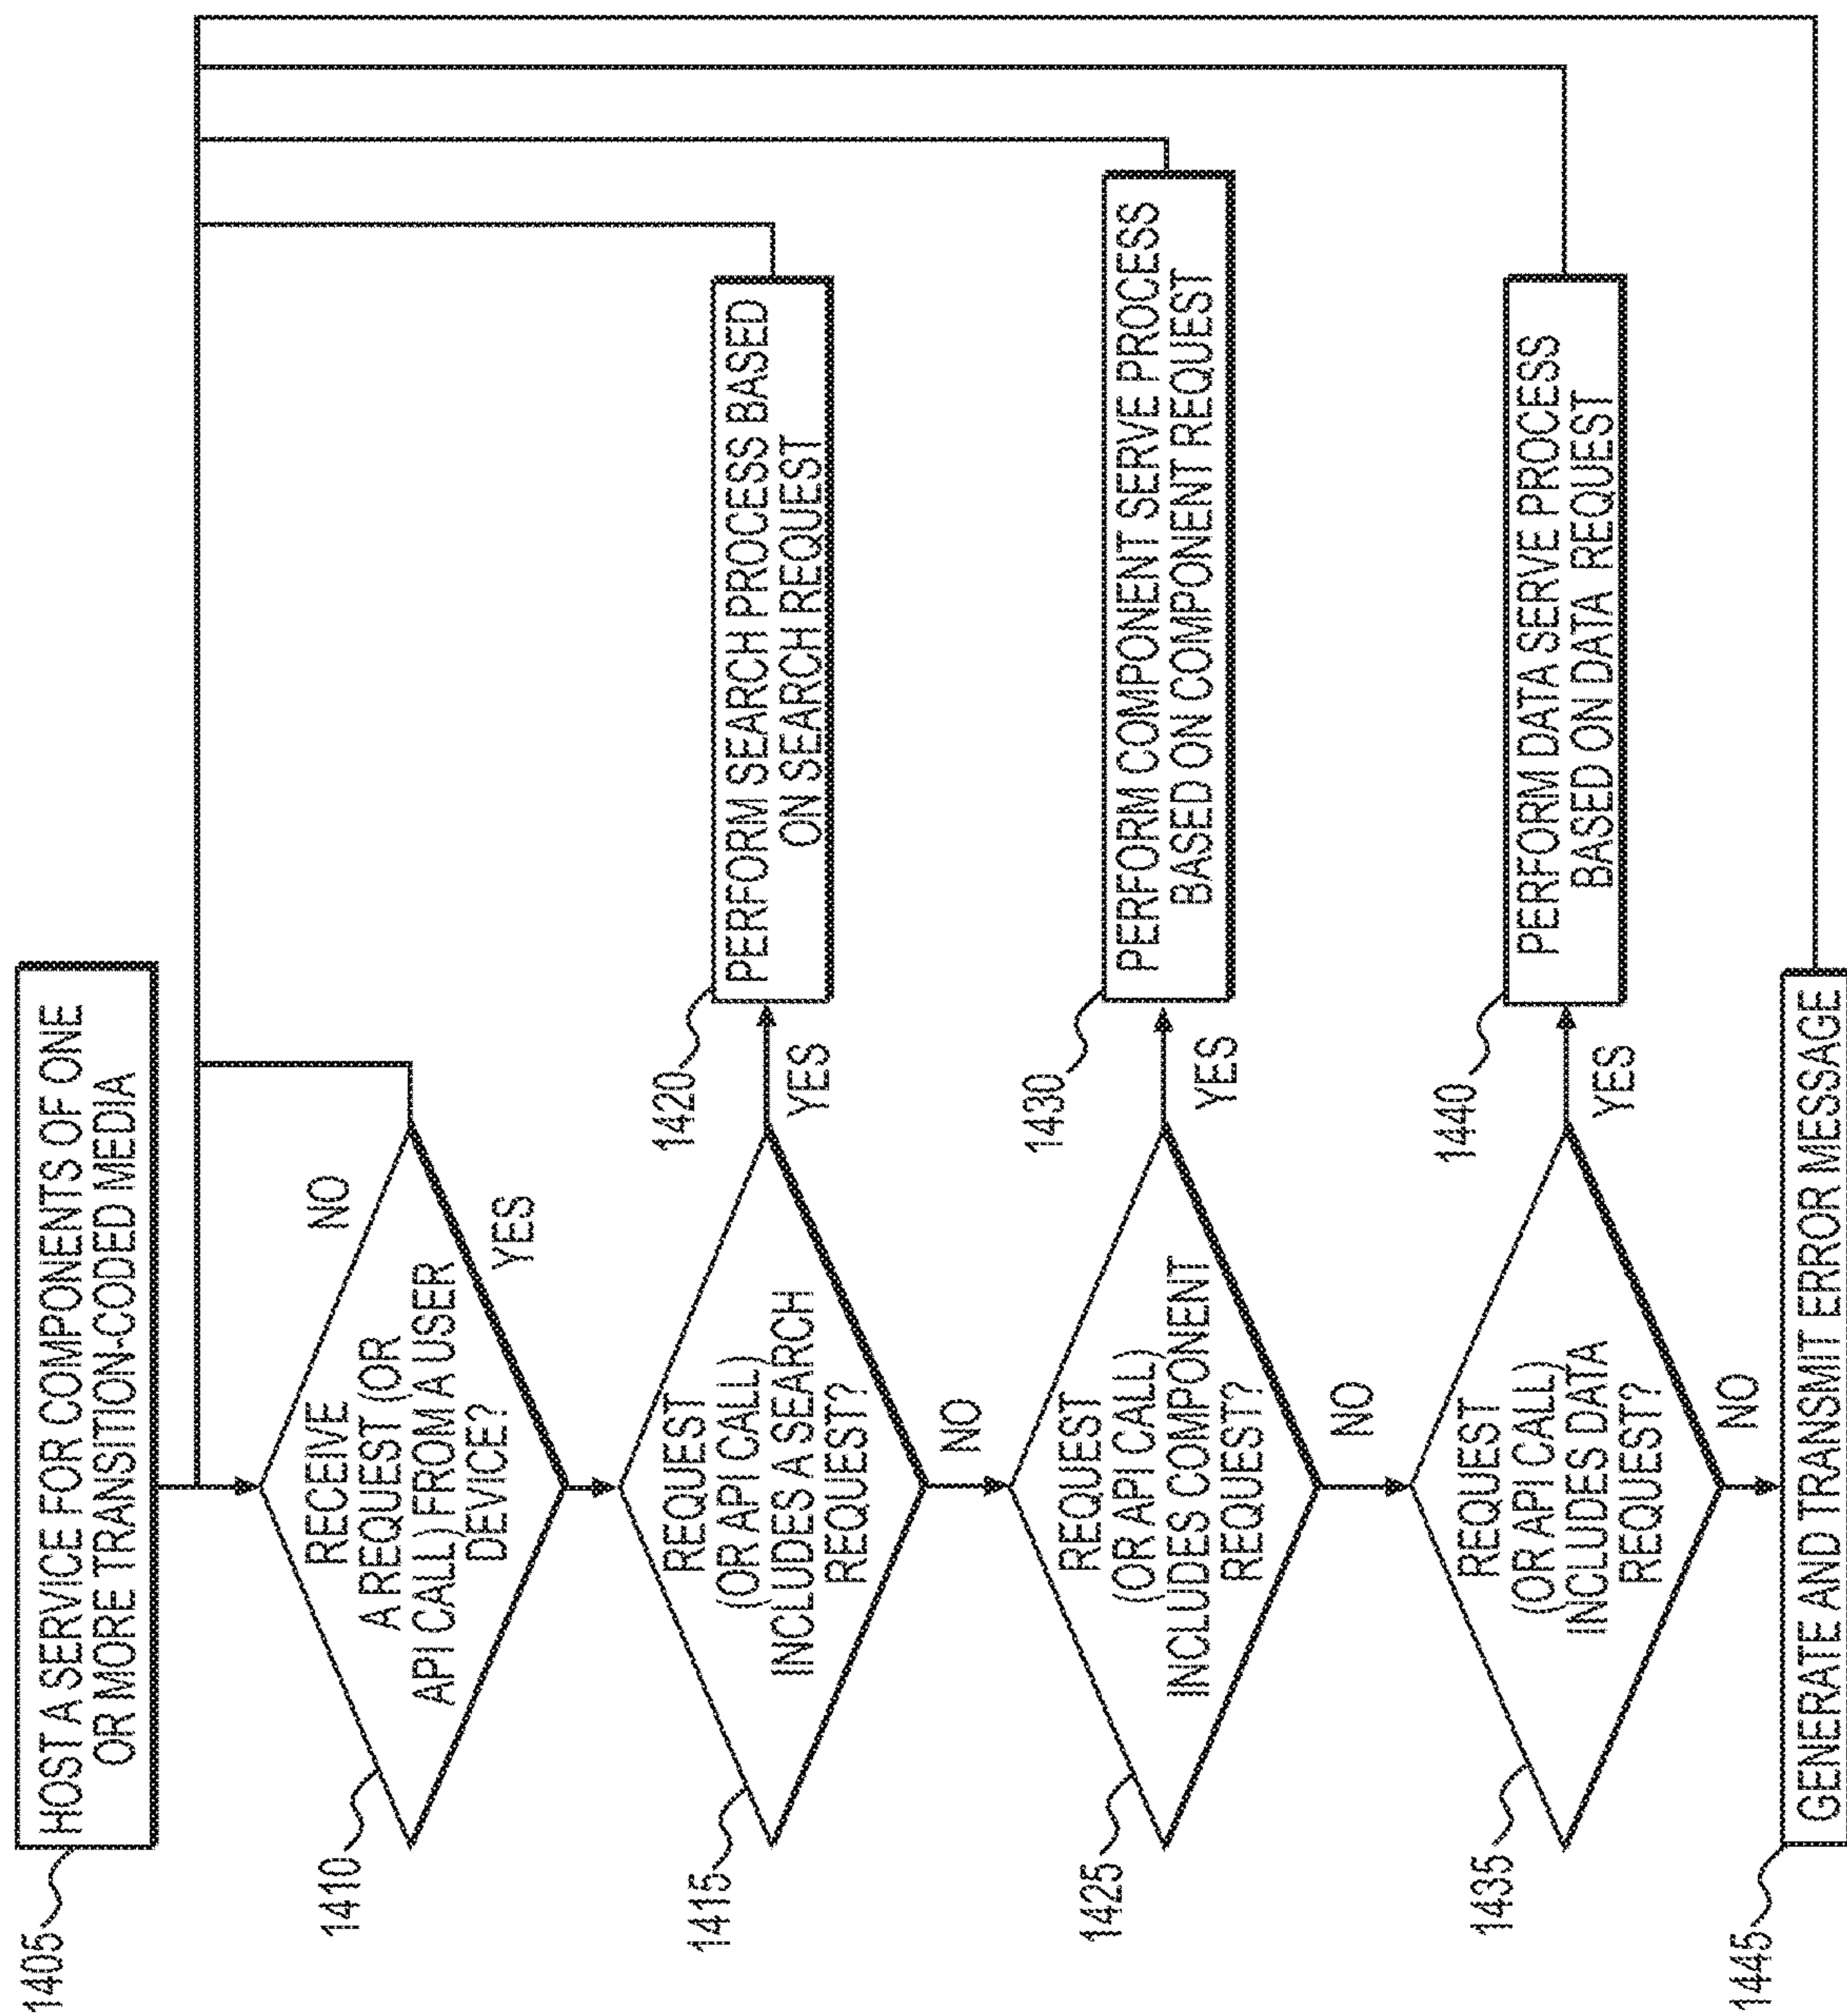 1405
HOST A SERVICE FOR COMPONENTS OF ONE
OR MORE TRANSITION-CODED MEDIA
1410
RECEIVE
A REQUEST (OR
API CALL) FROM A USER
DEVICE?
NO
YES
1415
REQUEST
(OR API CALL)
INCLUDES A SEARCH
REQUEST?
YES
NO
1420
PERFORM SEARCH PROCESS BASED
ON SEARCH REQUEST
1425
REQUEST
(OR API CALL)
INCLUDES COMPONENT
REQUEST?
YES
NO
1430
PERFORM COMPONENT SERVE PROCESS
BASED ON COMPONENT REQUEST
1435
REQUEST
(OR API CALL)
INCLUDES DATA
REQUEST?
YES
NO
1440
PERFORM DATA SERVE PROCESS
BASED ON DATA REQUEST
1445
GENERATE AND TRANSMIT ERROR MESSAGE